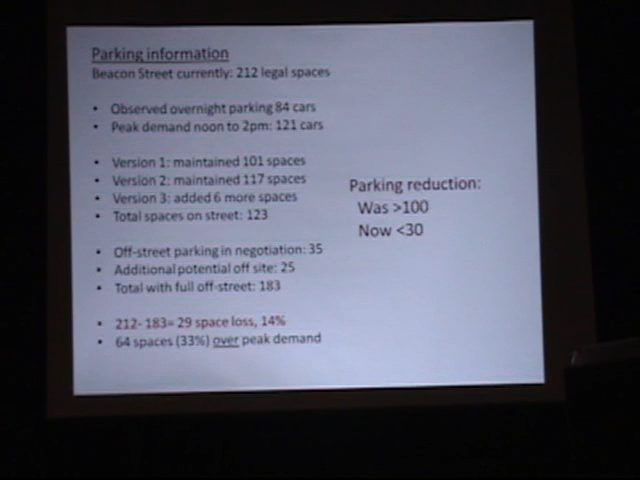 Parking information
Beacon Street currently: 212 legal spaces
• Observed overnight parking 84 cars
• Peak demand noon to 2pm: 121 cars
• Version 1: maintained 101 spaces
• Version 2: maintained 117 spaces
• Version 3: added 6 more spaces
• Total spaces on street: 123
Parking reduction:
Was >100
Now <30
• Off-street parking in negotiation: 35
• Additional potential off site: 25
• Total with full off-street: 183
• 212- 183= 29 space loss, 14%
• 64 spaces (33%) over peak demand